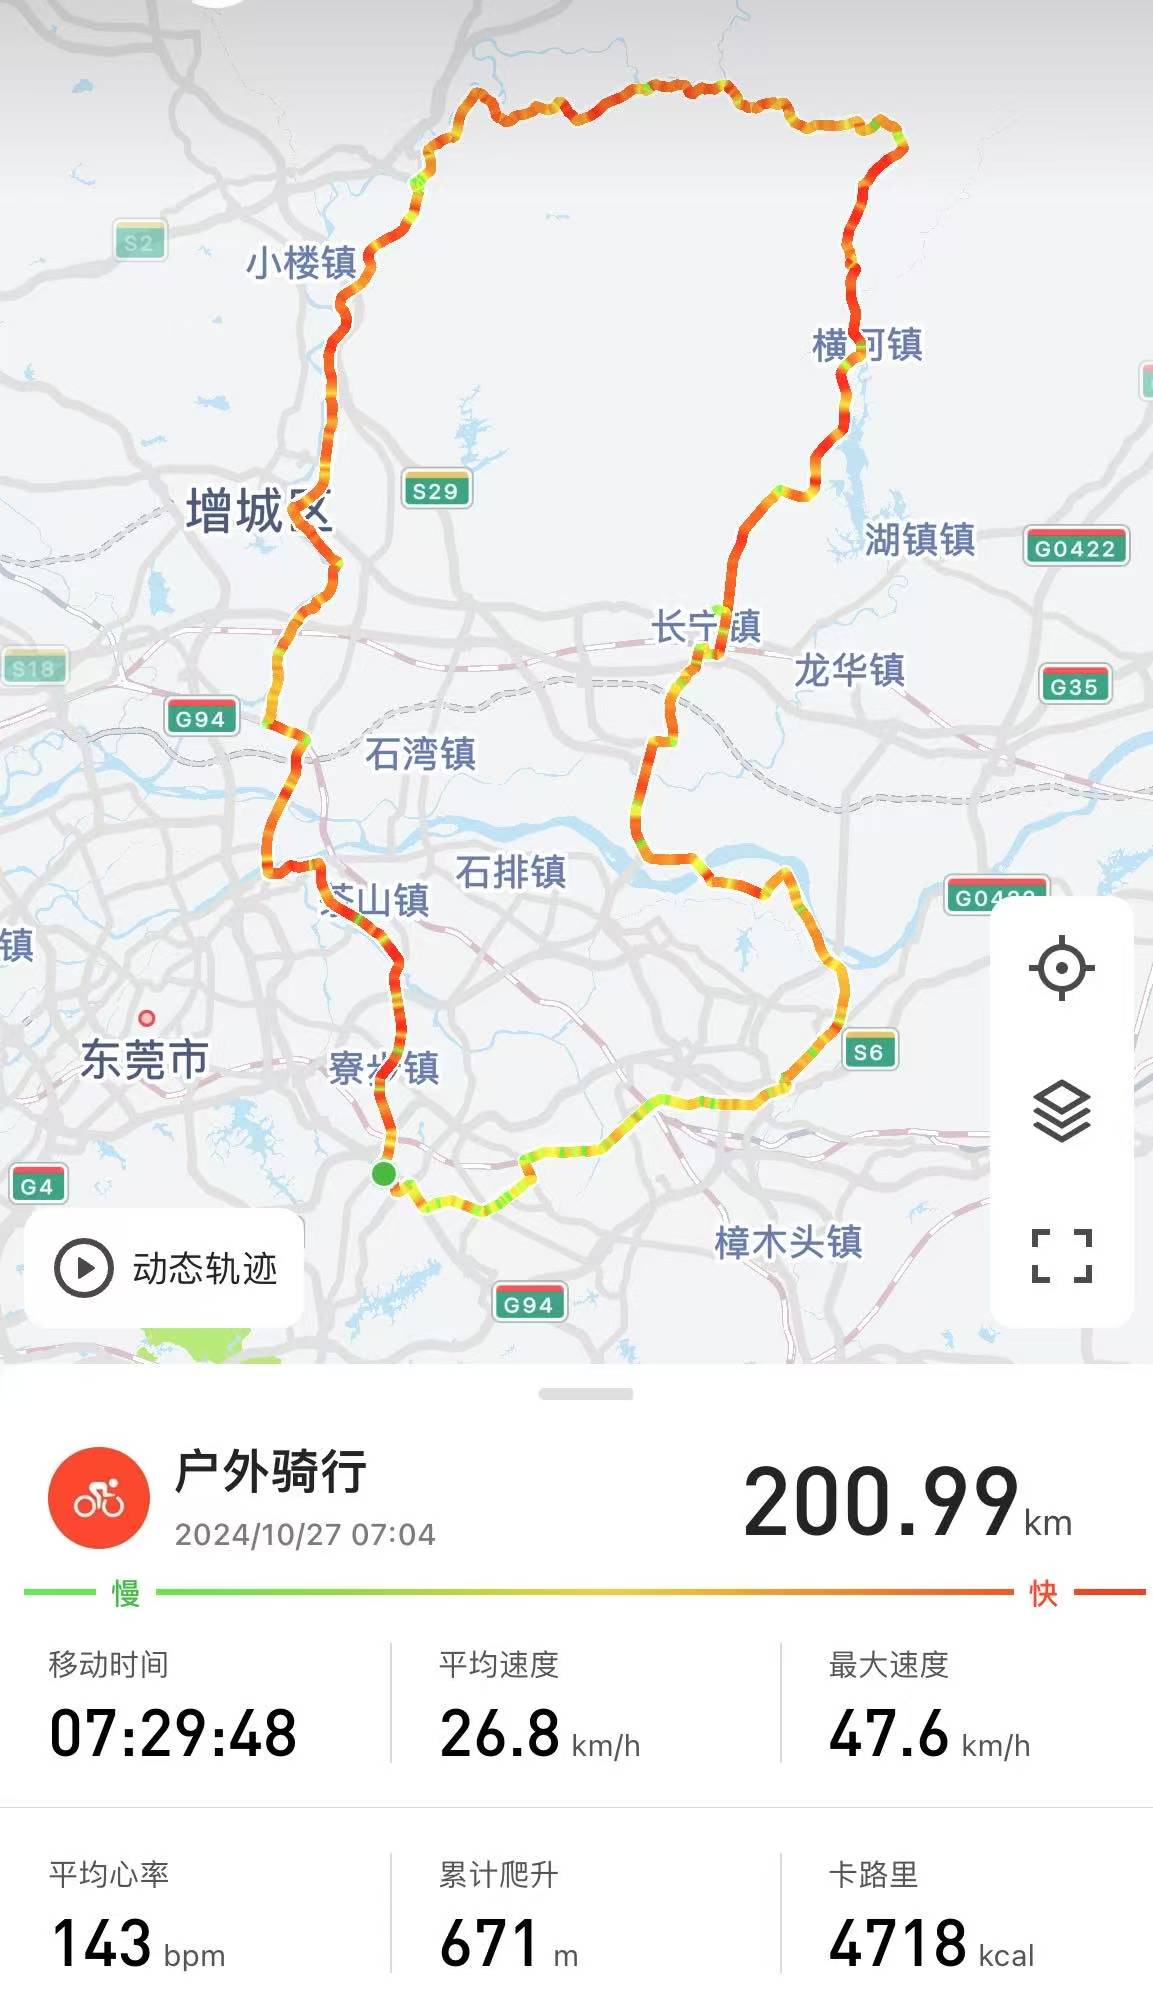 S2
小楼镇
横河镇
增城区
S29
湖镇镇
G0422
长宁镇
龙华镇
S18
G35
G94
石湾镇
石排镇
茶山镇
G0422
镇
东莞市
寮步镇
S6
G4
樟木头镇
动态轨迹
G94
户外骑行
200.99 km
2024/10/27 07:04
慢
快
移动时间
平均速度
最大速度
07:29:48
26.8 km/h
47.6 km/h
平均心率
累计爬升
卡路里
143 bpm
671 m
4718 kcal